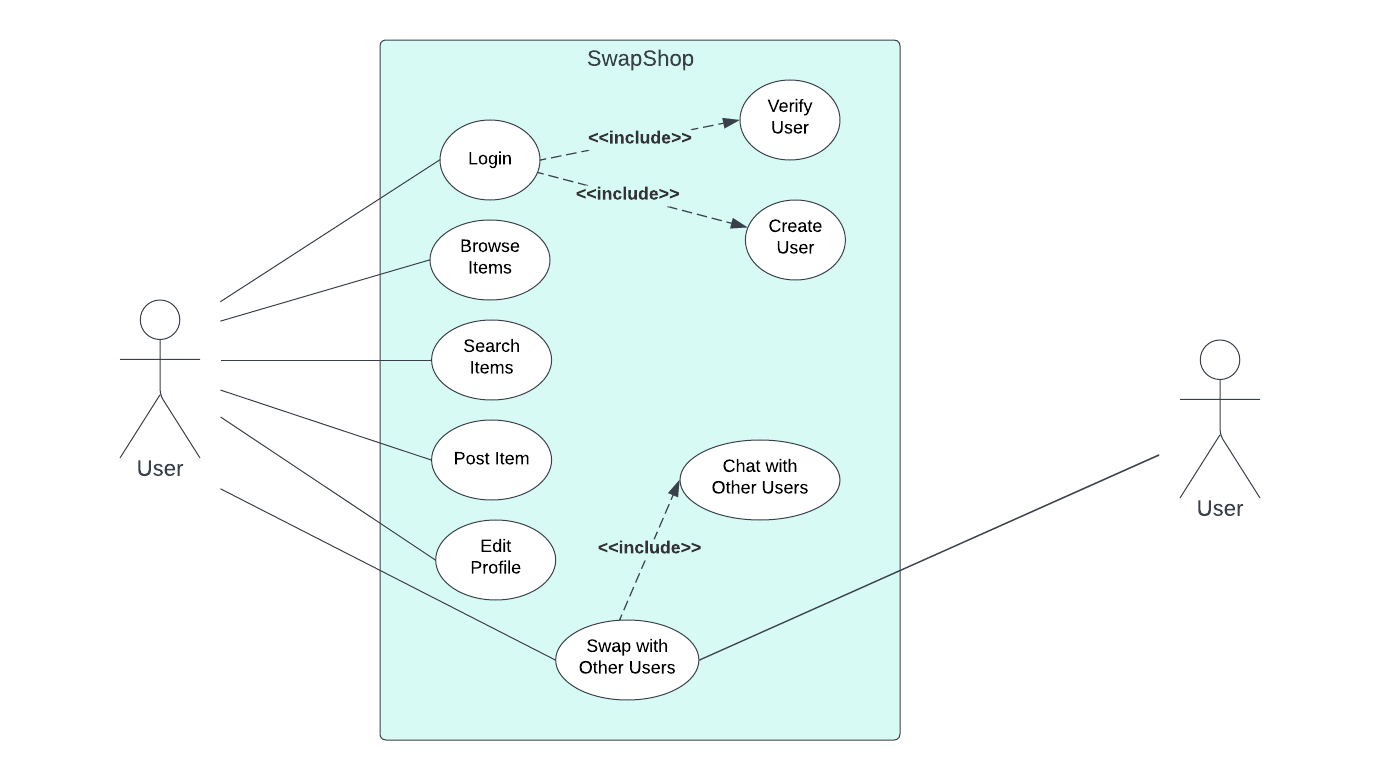 SwapShop
Verify
User
<<include>>
Login
<<include>>
Create
User
Browse
Items
Search
Items
User
Post Item
Chat with
Other Users
User
Edit
Profile
<<include>>
Swap with
Other Users